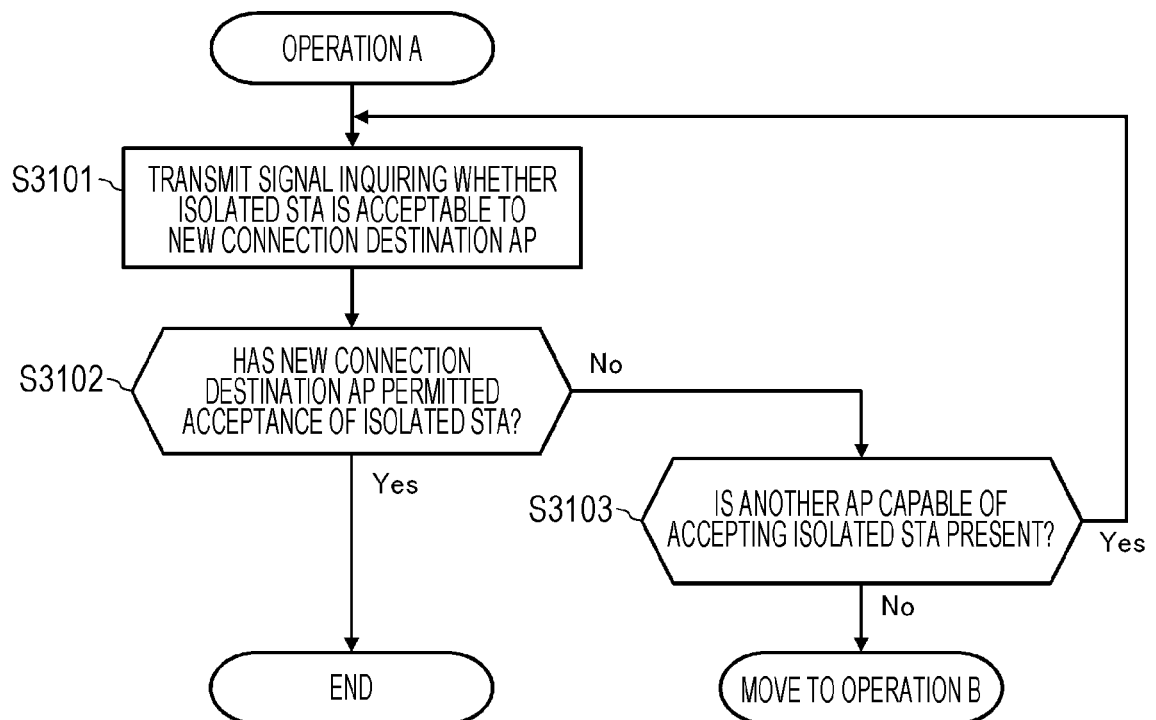 OPERATION A
S3101
TRANSMIT SIGNAL INQUIRING WHETHER
ISOLATED STA IS ACCEPTABLE TO
NEW CONNECTION DESTINATION AP
S3102
HAS NEW CONNECTION
DESTINATION AP PERMITTED
ACCEPTANCE OF ISOLATED STA?
No
Yes
S3103
IS ANOTHER AP CAPABLE OF
ACCEPTING ISOLATED STA PRESENT?
Yes
No
END
MOVE TO OPERATION B